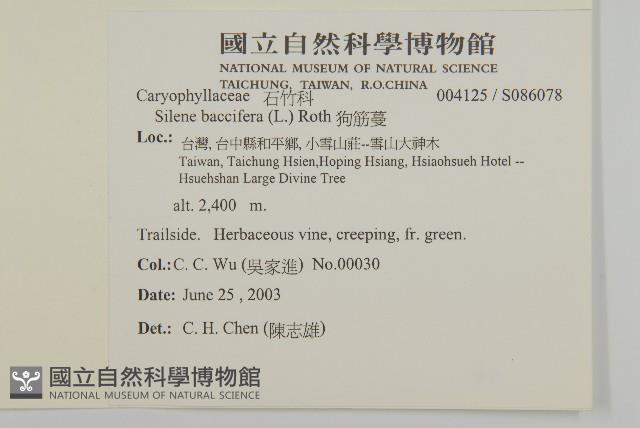 國立自然科學博物館
NATIONAL MUSEUM OF NATURAL SCIENCE
TAICHUNG, TAIWAN, R.O.CHINA
Caryophyllaceae 石竹科 004125 / S086078
Silene baccifera (L.) Roth 狗筋蔓
Loc.: 台灣, 台中縣和平鄉, 小雪山莊--雪山大神木
Taiwan, Taichung Hsien,Hoping Hsiang, Hsiaohsueh Hotel --
Hsuehshan Large Divine Tree
alt. 2,400 m.
Trailside. Herbaceous vine, creeping, fr. green.
Col.: C. C. Wu (吳家進) No.00030
Date: June 25 , 2003
Det.: C. H. Chen (陳志雄)
國立自然科學博物館
NATIONAL MUSEUM OF NATURAL SCIENCE